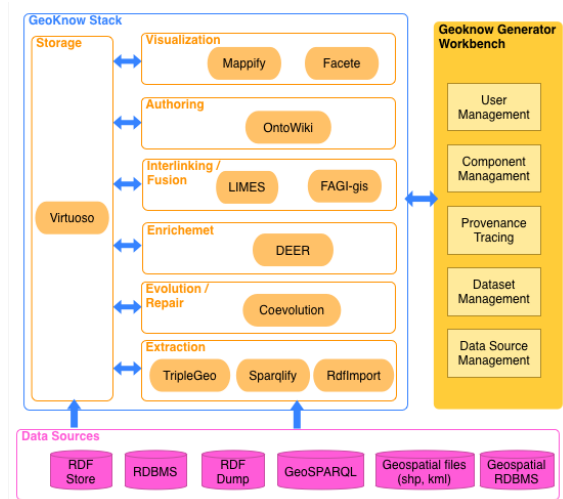 GeoKnow Stack
Storage
Virtuoso
Visualization
Mappify
Facete
Authoring
OntoWiki
Interlinking /
Fusion
LIMES
FAGI-gis
Enrichemet
DEER
Evolution /
Repair
Coevolution
Extraction
TripleGeo
Sparqlify
RdfImport
Geoknow Generator
Workbench
User
Management
Component
Managament
Provenance
Tracing
Dataset
Management
Data Source
Management
Data Sources
RDF
Store
RDBMS
RDF
Dump
GeoSPARQL
Geospatial files
(shp, kml)
Geospatial
RDBMS